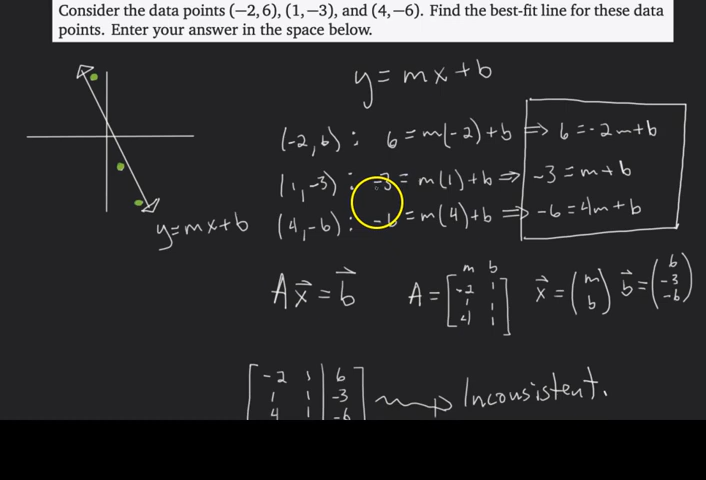 Consider the data points (−2, 6), (1, −3), and (4, −6). Find the best-fit line for these data
points. Enter your answer in the space below.
y = mx + b
(-2, 6) : 6 = m(-2) + b ⇒ 6 = -2m + b
(1, -3) : -3 = m(1) + b ⇒ -3 = m + b
(4, -6) : -6 = m(4) + b ⇒ -6 = 4m + b
y = mx + b
m b
A x⃗ = b⃗ A = [ -2 1 x⃗ = ( m b⃗ = ( 6
1 1 b ) -3
4 1 ] -6 )
[ -2 1 | 6
1 1 | -3 ⟿ Inconsistent.
4 1 | -6 ]